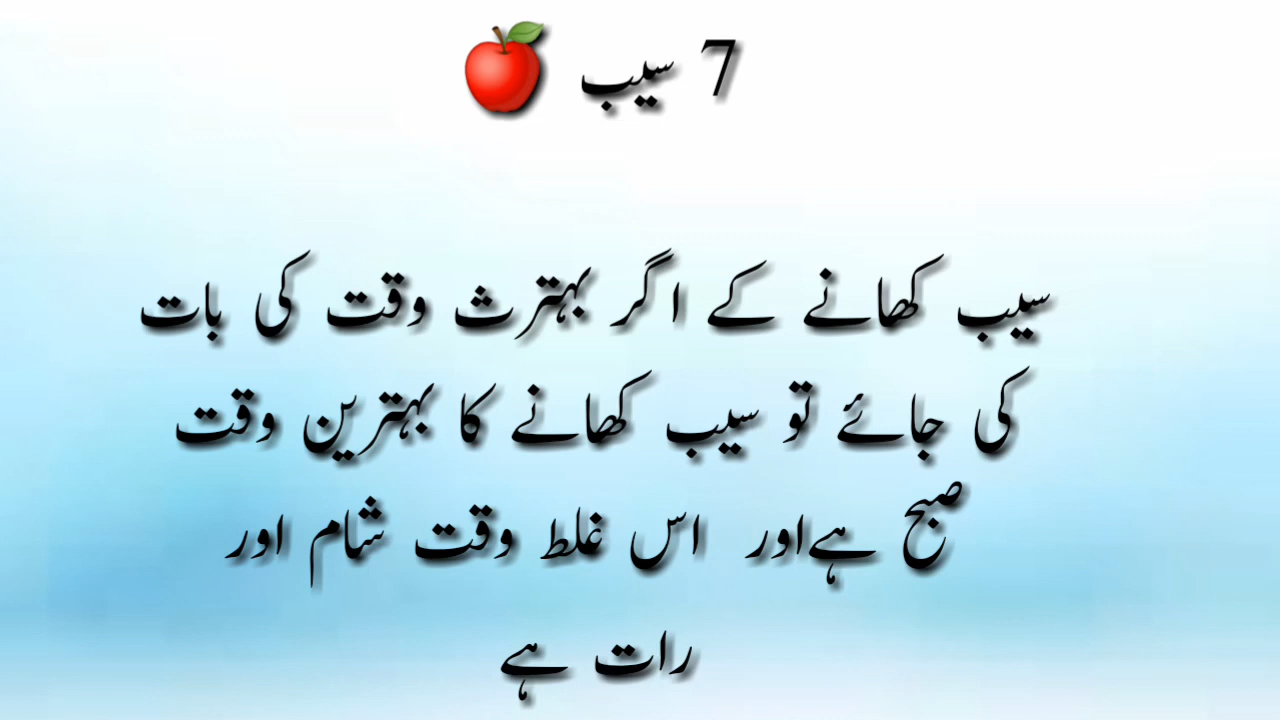 7 سیب 🍎
سیب کھانے کے اگر بہترث وقت کی بات
کی جائے تو سیب کھانے کا بہترین وقت
صبح ہےاور اس غلط وقت شام اور
رات ہے